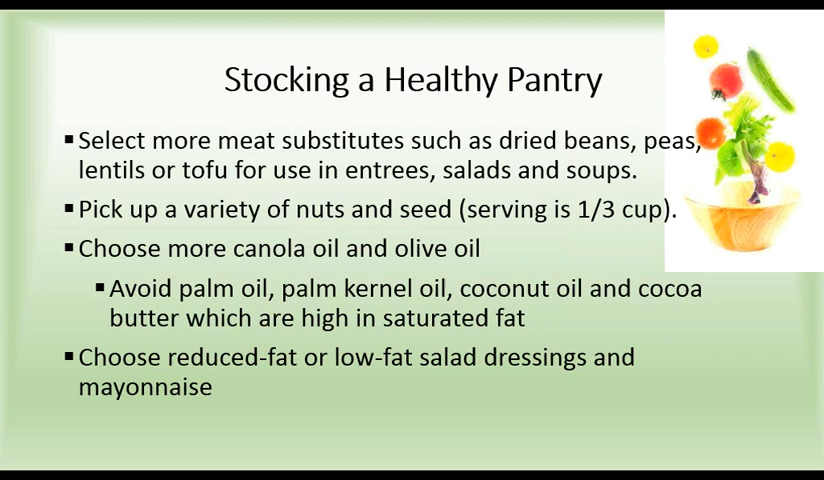 Stocking a Healthy Pantry
▪Select more meat substitutes such as dried beans, peas,
lentils or tofu for use in entrees, salads and soups.
▪Pick up a variety of nuts and seed (serving is 1/3 cup).
▪Choose more canola oil and olive oil
▪Avoid palm oil, palm kernel oil, coconut oil and cocoa
butter which are high in saturated fat
▪Choose reduced-fat or low-fat salad dressings and
mayonnaise